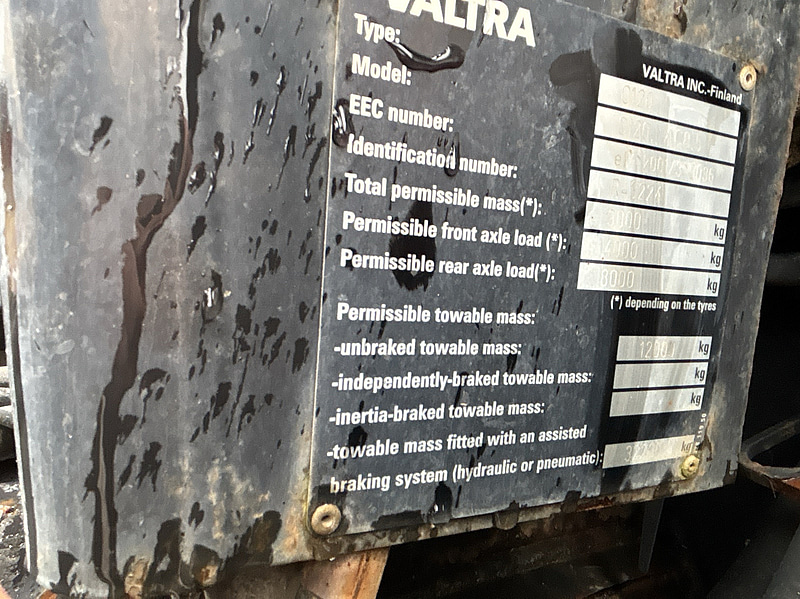 VALTRA
VALTRA INC.-Finland
Type:
Model:
EEC number:
Identification number:
Total permissible mass(*): kg
Permissible front axle load (*): kg
Permissible rear axle load(*): 8000 kg
(*) depending on the tyres
Permissible towable mass:
-unbraked towable mass: kg
-independently-braked towable mass: kg
-inertia-braked towable mass: kg
-towable mass fitted with an assisted
braking system (hydraulic or pneumatic): kg